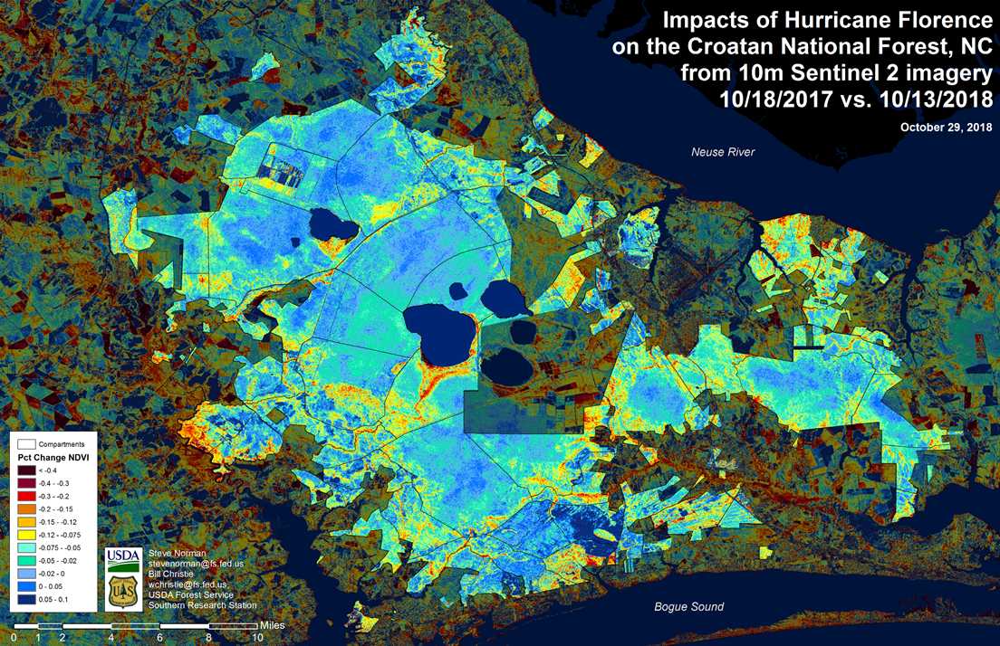 Impacts of Hurricane Florence
on the Croatan National Forest, NC
from 10m Sentinel 2 imagery
10/18/2017 vs. 10/13/2018
October 29, 2018
Neuse River
Bogue Sound
Compartments
Pct Change NDVI
< -0.4
-0.4 - -0.3
-0.3 - -0.2
-0.2 - -0.15
-0.15 - -0.12
-0.12 - -0.075
-0.075 - -0.05
-0.05 - -0.02
-0.02 - 0
0 - 0.05
0.05 - 0.1
USDA
Steve Norman
stevenorman@fs.fed.us
Bill Christie
wchristie@fs.fed.us,
USDA Forest Service
Southern Research Station
Miles
0 1 2 4 6 8 10